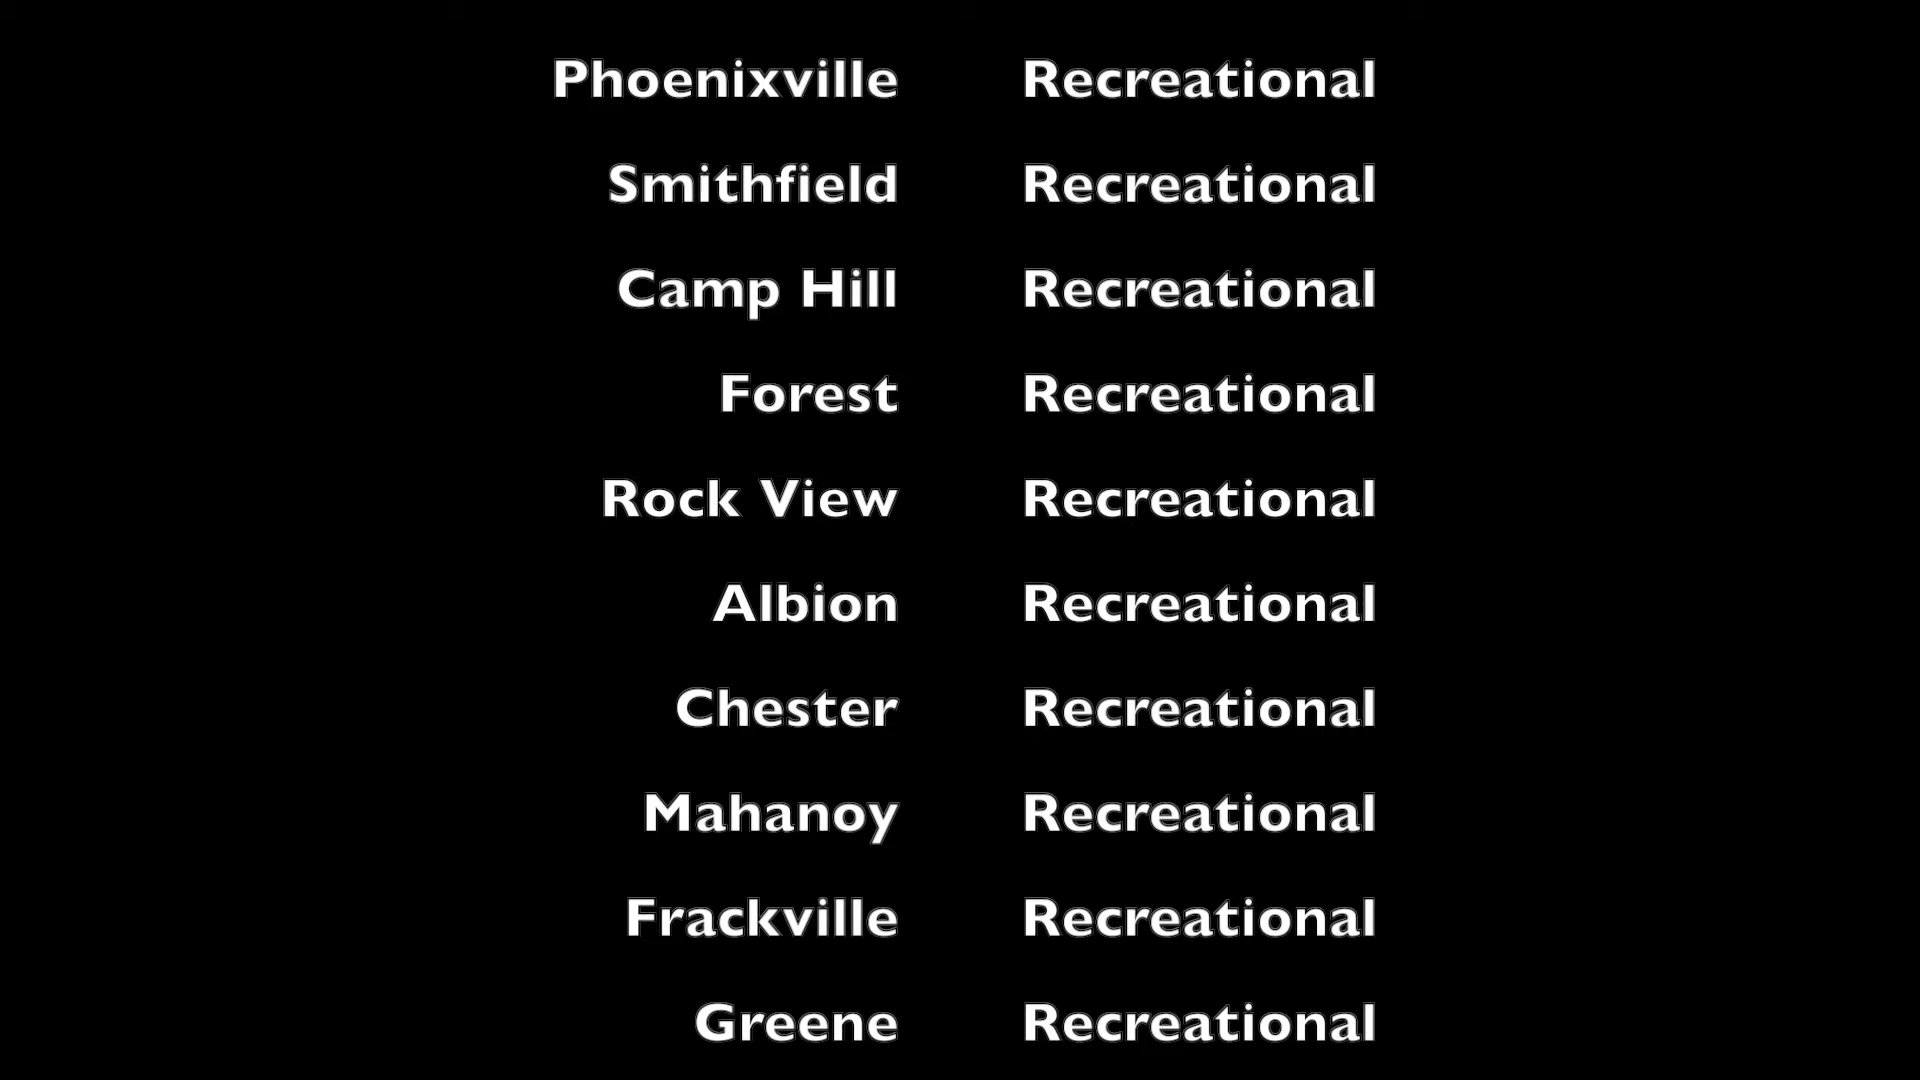 Phoenixville Recreational
Smithfield Recreational
Camp Hill Recreational
Forest Recreational
Rock View Recreational
Albion Recreational
Chester Recreational
Mahanoy Recreational
Frackville Recreational
Greene Recreational